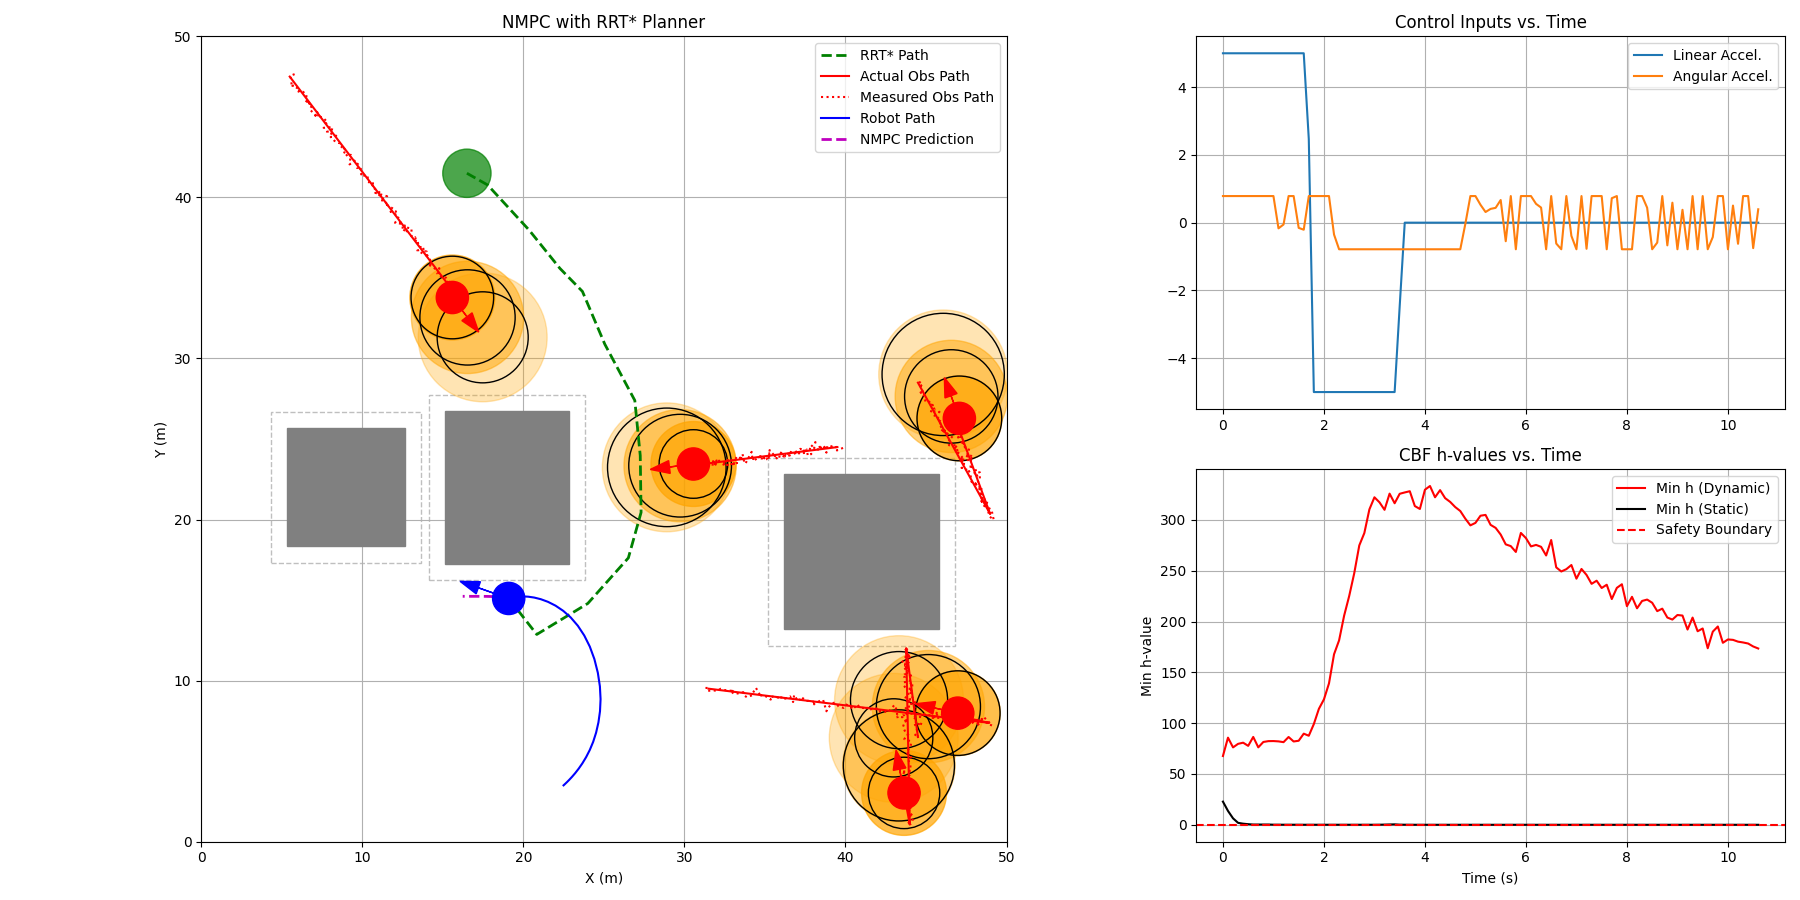 NMPC with RRT* Planner
RRT* Path
Actual Obs Path
Measured Obs Path
Robot Path
NMPC Prediction
50
40
30
20
10
0
Y (m)
0 10 20 30 40 50
X (m)
Control Inputs vs. Time
Linear Accel.
Angular Accel.
4
2
0
−2
−4
0 2 4 6 8 10
CBF h-values vs. Time
Min h (Dynamic)
Min h (Static)
Safety Boundary
300
250
200
150
100
50
0
Min h-value
0 2 4 6 8 10
Time (s)